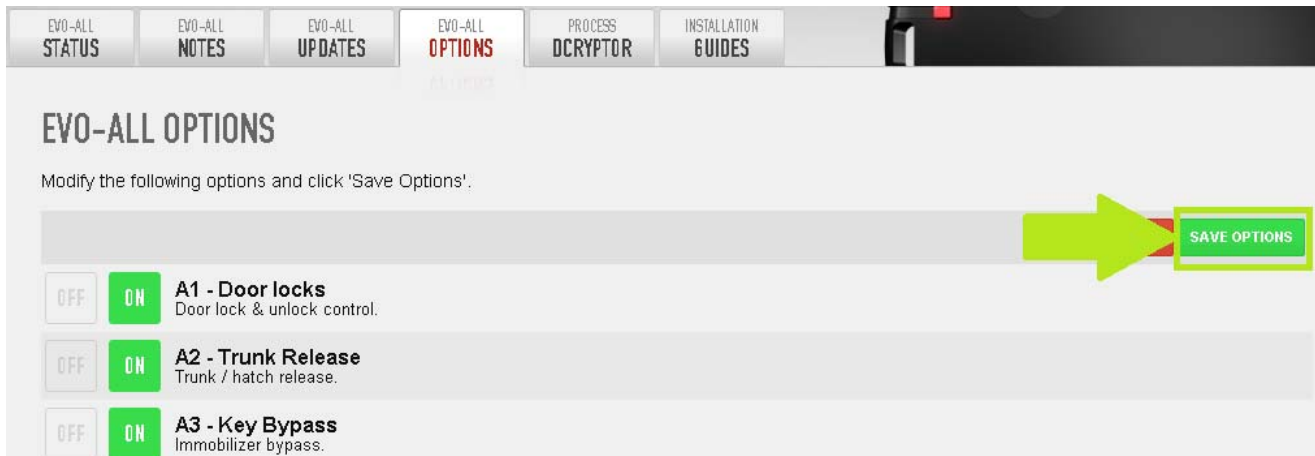 EVO-ALL
STATUS
EVO-ALL
NOTES
EVO-ALL
UPDATES
EVO-ALL
OPTIONS
PROCESS
DCRYPTOR
INSTALLATION
GUIDES
EVO-ALL OPTIONS
Modify the following options and click 'Save Options'.
SAVE OPTIONS
OFF ON A1 - Door locks
Door lock & unlock control.
OFF ON A2 - Trunk Release
Trunk / hatch release.
OFF ON A3 - Key Bypass
Immobilizer bypass.